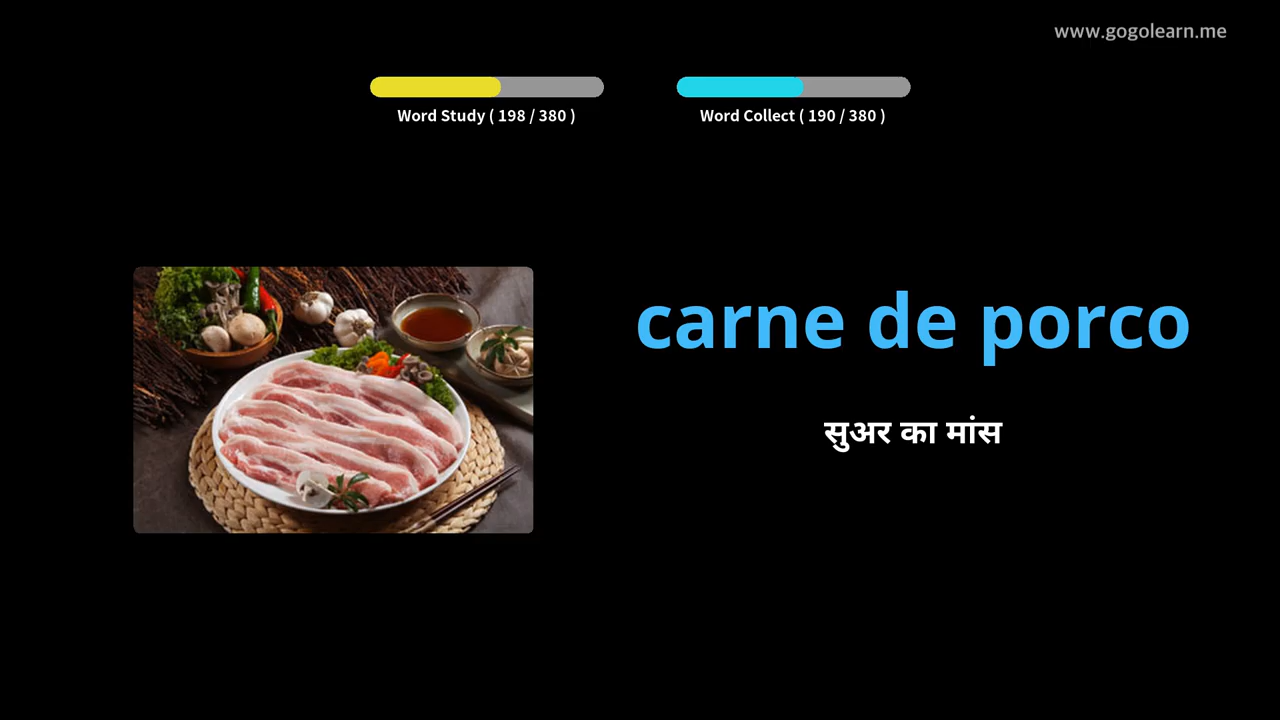 www.gogolearn.me
Word Study ( 198 / 380 )
Word Collect ( 190 / 380 )
carne de porco
सुअर का मांस